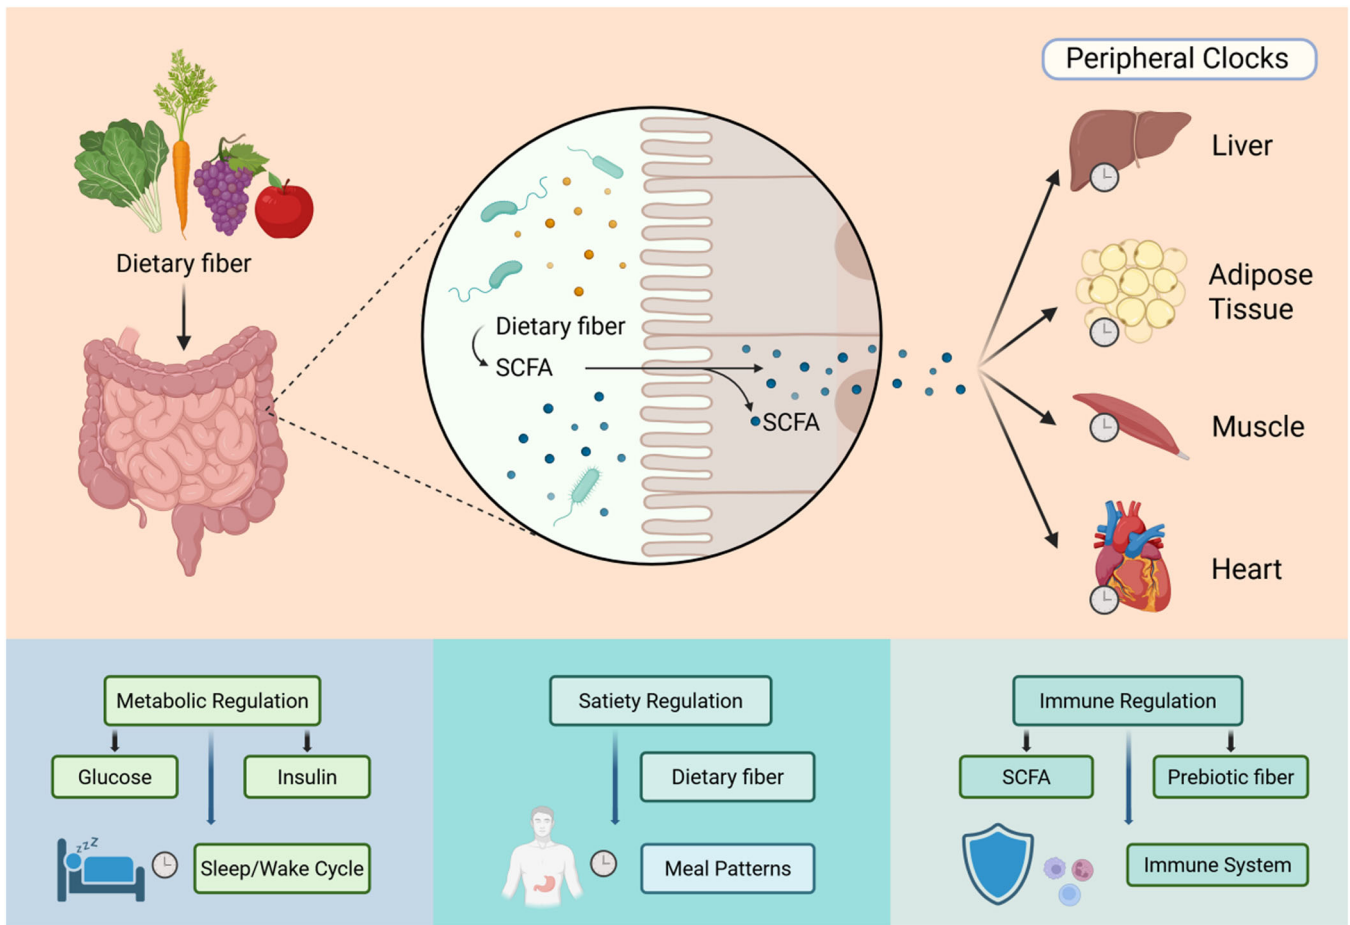 Peripheral Clocks
Dietary fiber
Dietary fiber
SCFA
SCFA
Liver
Adipose
Tissue
Muscle
Heart
Metabolic Regulation
Glucose
Insulin
zzz
Sleep/Wake Cycle
Satiety Regulation
Dietary fiber
Meal Patterns
Immune Regulation
SCFA
Prebiotic fiber
Immune System